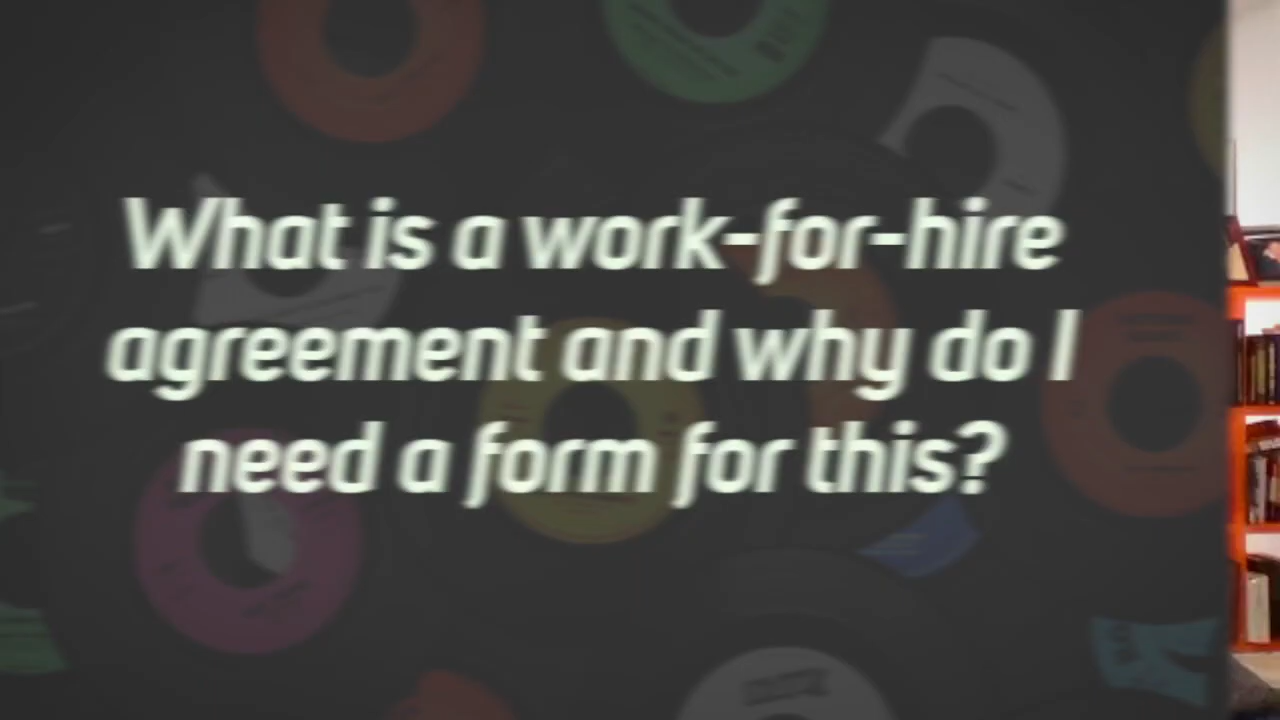 What is a work-for-hire
agreement and why do I
need a form for this?